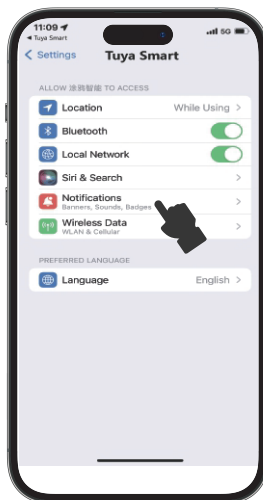 11:09
5G
Tuya Smart
Settings
Tuya Smart
ALLOW 涂鸦智能 TO ACCESS
Location
While Using
Bluetooth
Local Network
Siri & Search
Notifications
Banners, Sounds, Badges
Wireless Data
WLAN & Cellular
PREFERRED LANGUAGE
Language
English